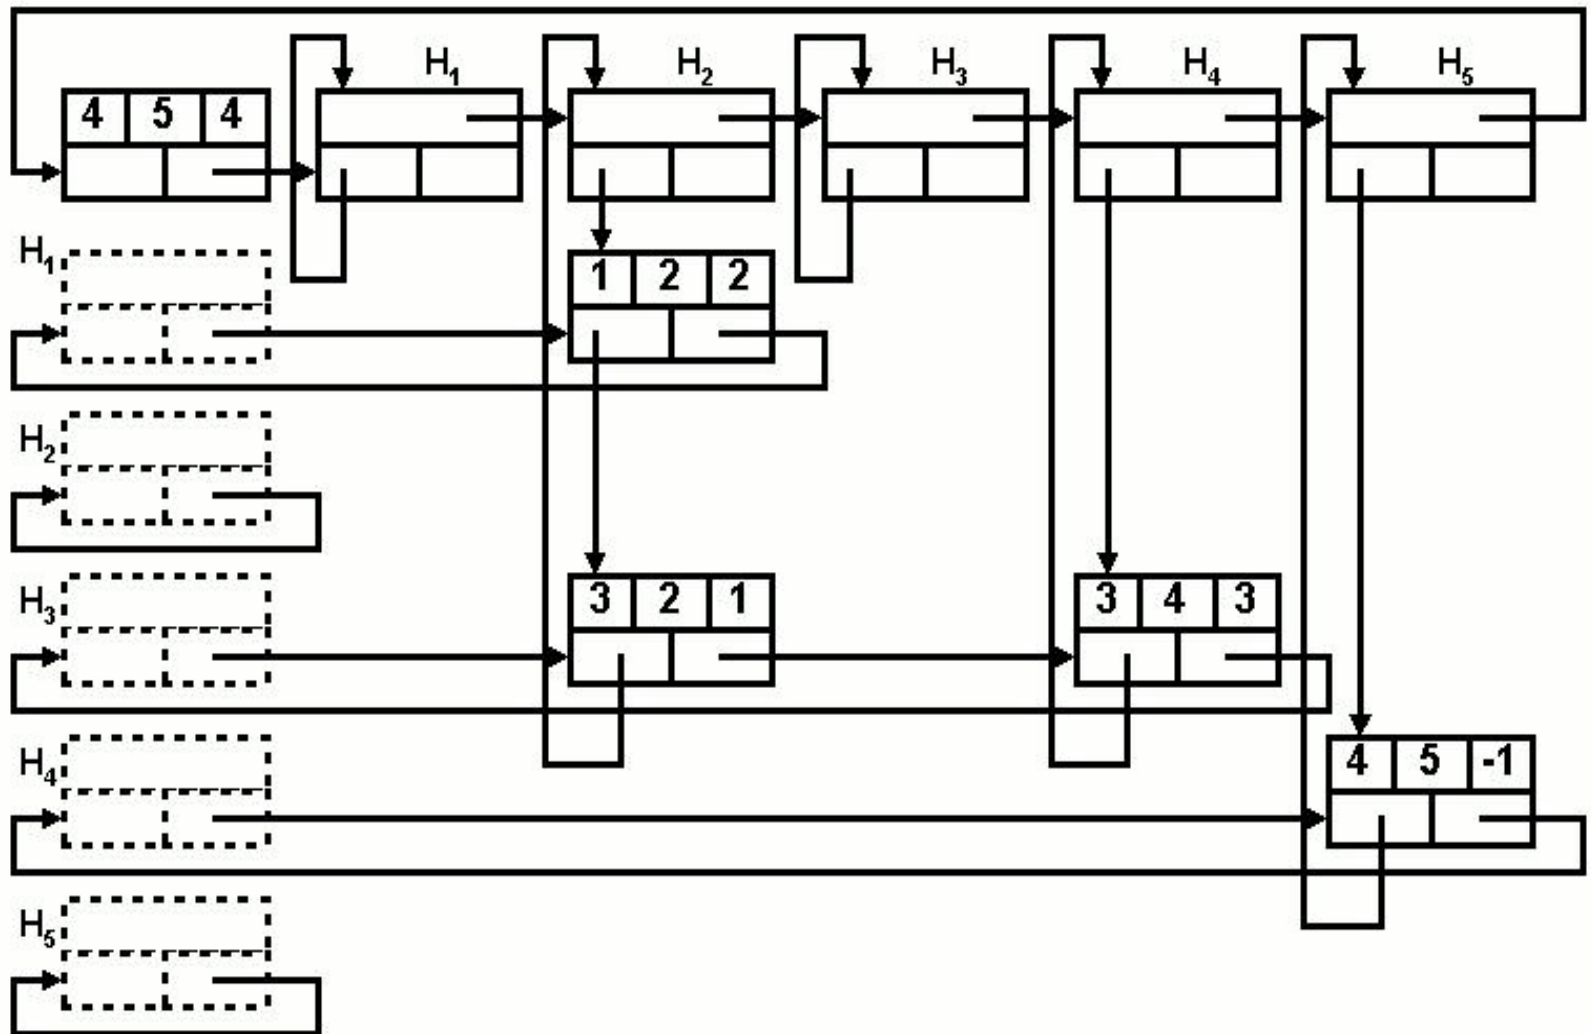 H₁ H₂ H₃ H₄ H₅
4 5 4
H₁
1 2 2
H₂
H₃
3 2 1
3 4 3
H₄
4 5 -1
H₅